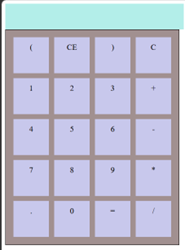 ( CE ) C
1 2 3 +
4 5 6 -
7 8 9 *
. 0 = /